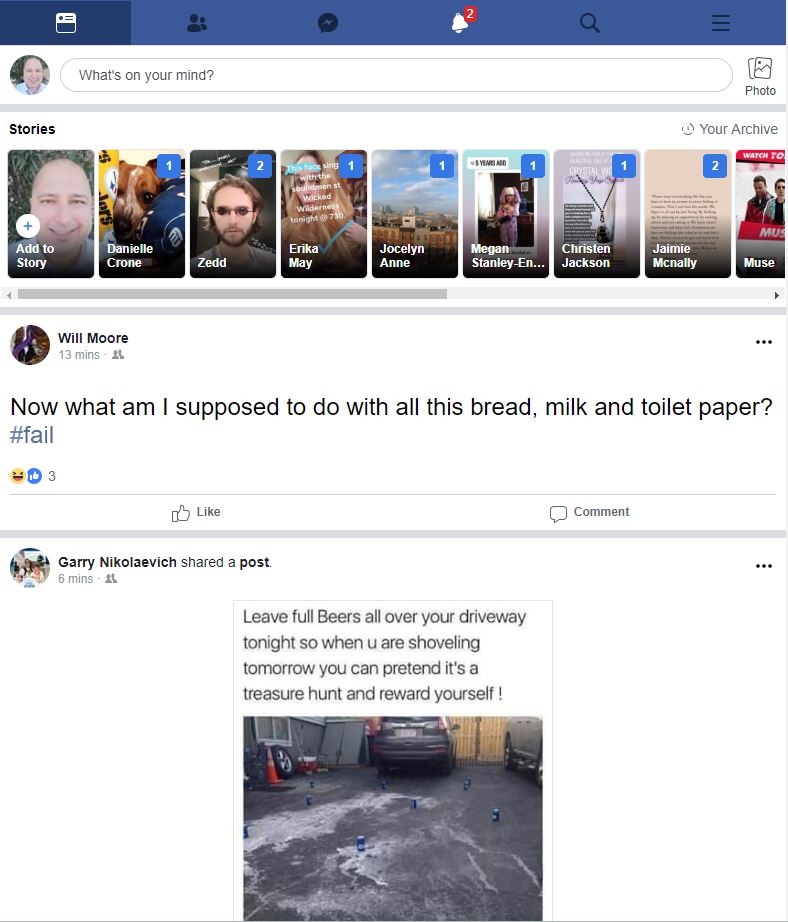 2
What's on your mind?
Photo
Stories
Your Archive
1
2
1
1
1
1
2
Add to
Story
Danielle
Crone
Zedd
This face sing
with the
soundmen st
Wicked
Wilderness
tonight @ 730.
Erika
May
Jocelyn
Anne
5 YEARS AGO
Megan
Stanley-En...
CRYSTAL WO
Christen
Jackson
Jaimie
Mcnally
WATCH TO
MUS
Muse
Will Moore
13 mins ·
Now what am I supposed to do with all this bread, milk and toilet paper?
#fail
3
Like
Comment
Garry Nikolaevich shared a post.
6 mins ·
Leave full Beers all over your driveway
tonight so when u are shoveling
tomorrow you can pretend it's a
treasure hunt and reward yourself !